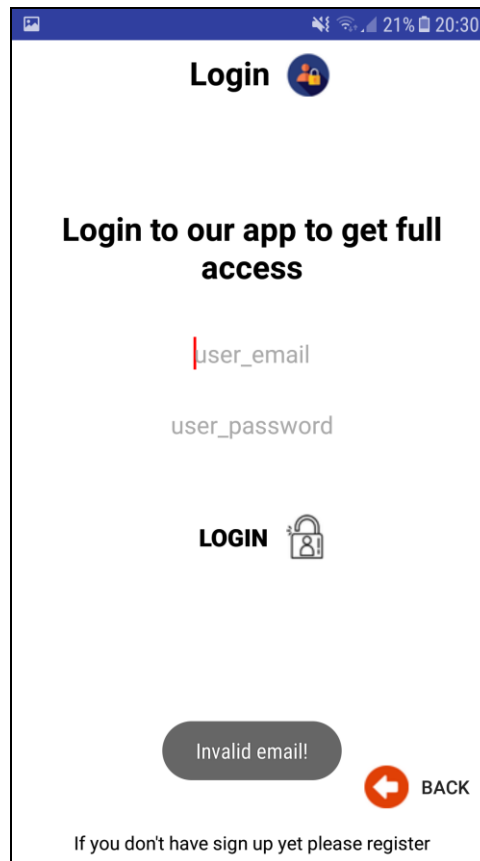 21% 20:30
Login
Login to our app to get full
access
user_email
user_password
LOGIN
Invalid email!
BACK
If you don't have sign up yet please register